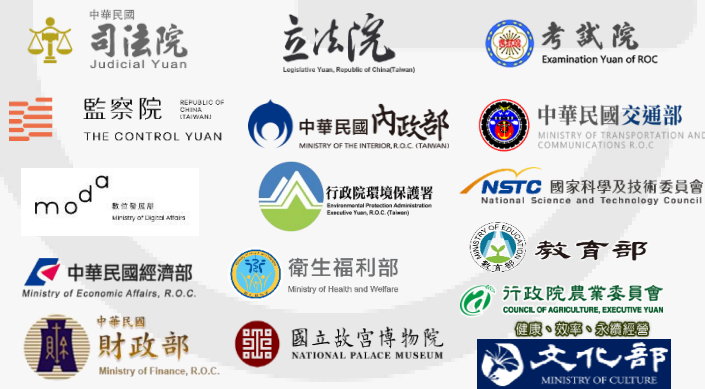 中華民國
司法院
Judicial Yuan
立法院
Legislative Yuan, Republic of China(Taiwan)
考試院
Examination Yuan of ROC
監察院
REPUBLIC OF
CHINA
(TAIWAN)
THE CONTROL YUAN
中華民國內政部
MINISTRY OF THE INTERIOR, R.O.C. (TAIWAN)
中華民國交通部
MINISTRY OF TRANSPORTATION AND
COMMUNICATIONS R.O.C
moda
數位發展部
Ministry of Digital Affairs
行政院環境保護署
Environmental Protection Administration
Executive Yuan, R.O.C. (Taiwan)
NSTC 國家科學及技術委員會
National Science and Technology Council
中華民國經濟部
Ministry of Economic Affairs, R.O.C.
衛生福利部
Ministry of Health and Welfare
MINISTRY OF EDUCATION
教育部
教育部
行政院農業委員會
COUNCIL OF AGRICULTURE, EXECUTIVE YUAN
健康、效率、永續經營
中華民國
財政部
Ministry of Finance, R.O.C.
國立故宮博物院
NATIONAL PALACE MUSEUM
文化部
MINISTRY OF CULTURE